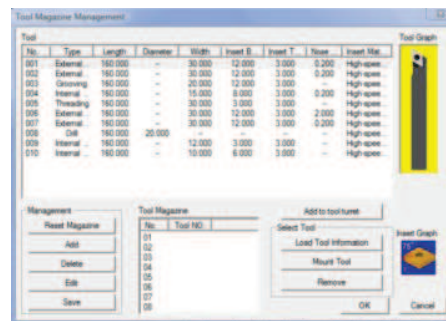 Tool Magazine Management
Tool
Tool Graph
No. Type Length Diameter Width Insert B... Insert T... Nose Insert Mat...
001 External ... 160.000 -- 30.000 12.000 3.000 0.200 High-spee...
002 External ... 160.000 -- 30.000 12.000 3.000 0.200 High-spee...
003 Grooving 160.000 -- 20.000 12.000 3.000 -- High-spee...
004 Internal ... 160.000 -- 15.000 6.000 3.000 0.200 High-spee...
005 Threading 160.000 -- 30.000 3.000 3.000 -- High-spee...
006 External ... 160.000 -- 30.000 12.000 3.000 2.000 High-spee...
007 External ... 160.000 -- 30.000 12.000 3.000 0.200 High-spee...
008 Drill 160.000 20.000 -- -- -- -- High-spee...
009 Internal ... 160.000 -- 12.000 3.000 3.000 -- High-spee...
010 Internal ... 160.000 -- 10.000 6.000 3.000 -- High-spee...
Management
Reset Magazine
Add
Delete
Edit
Save
Tool Magazine
No. Tool NO.
01
02
03
04
05
06
07
08
Add to tool turret
Select Tool
Load Tool Information
Mount Tool
Remove
Insert Graph
OK
Cancel